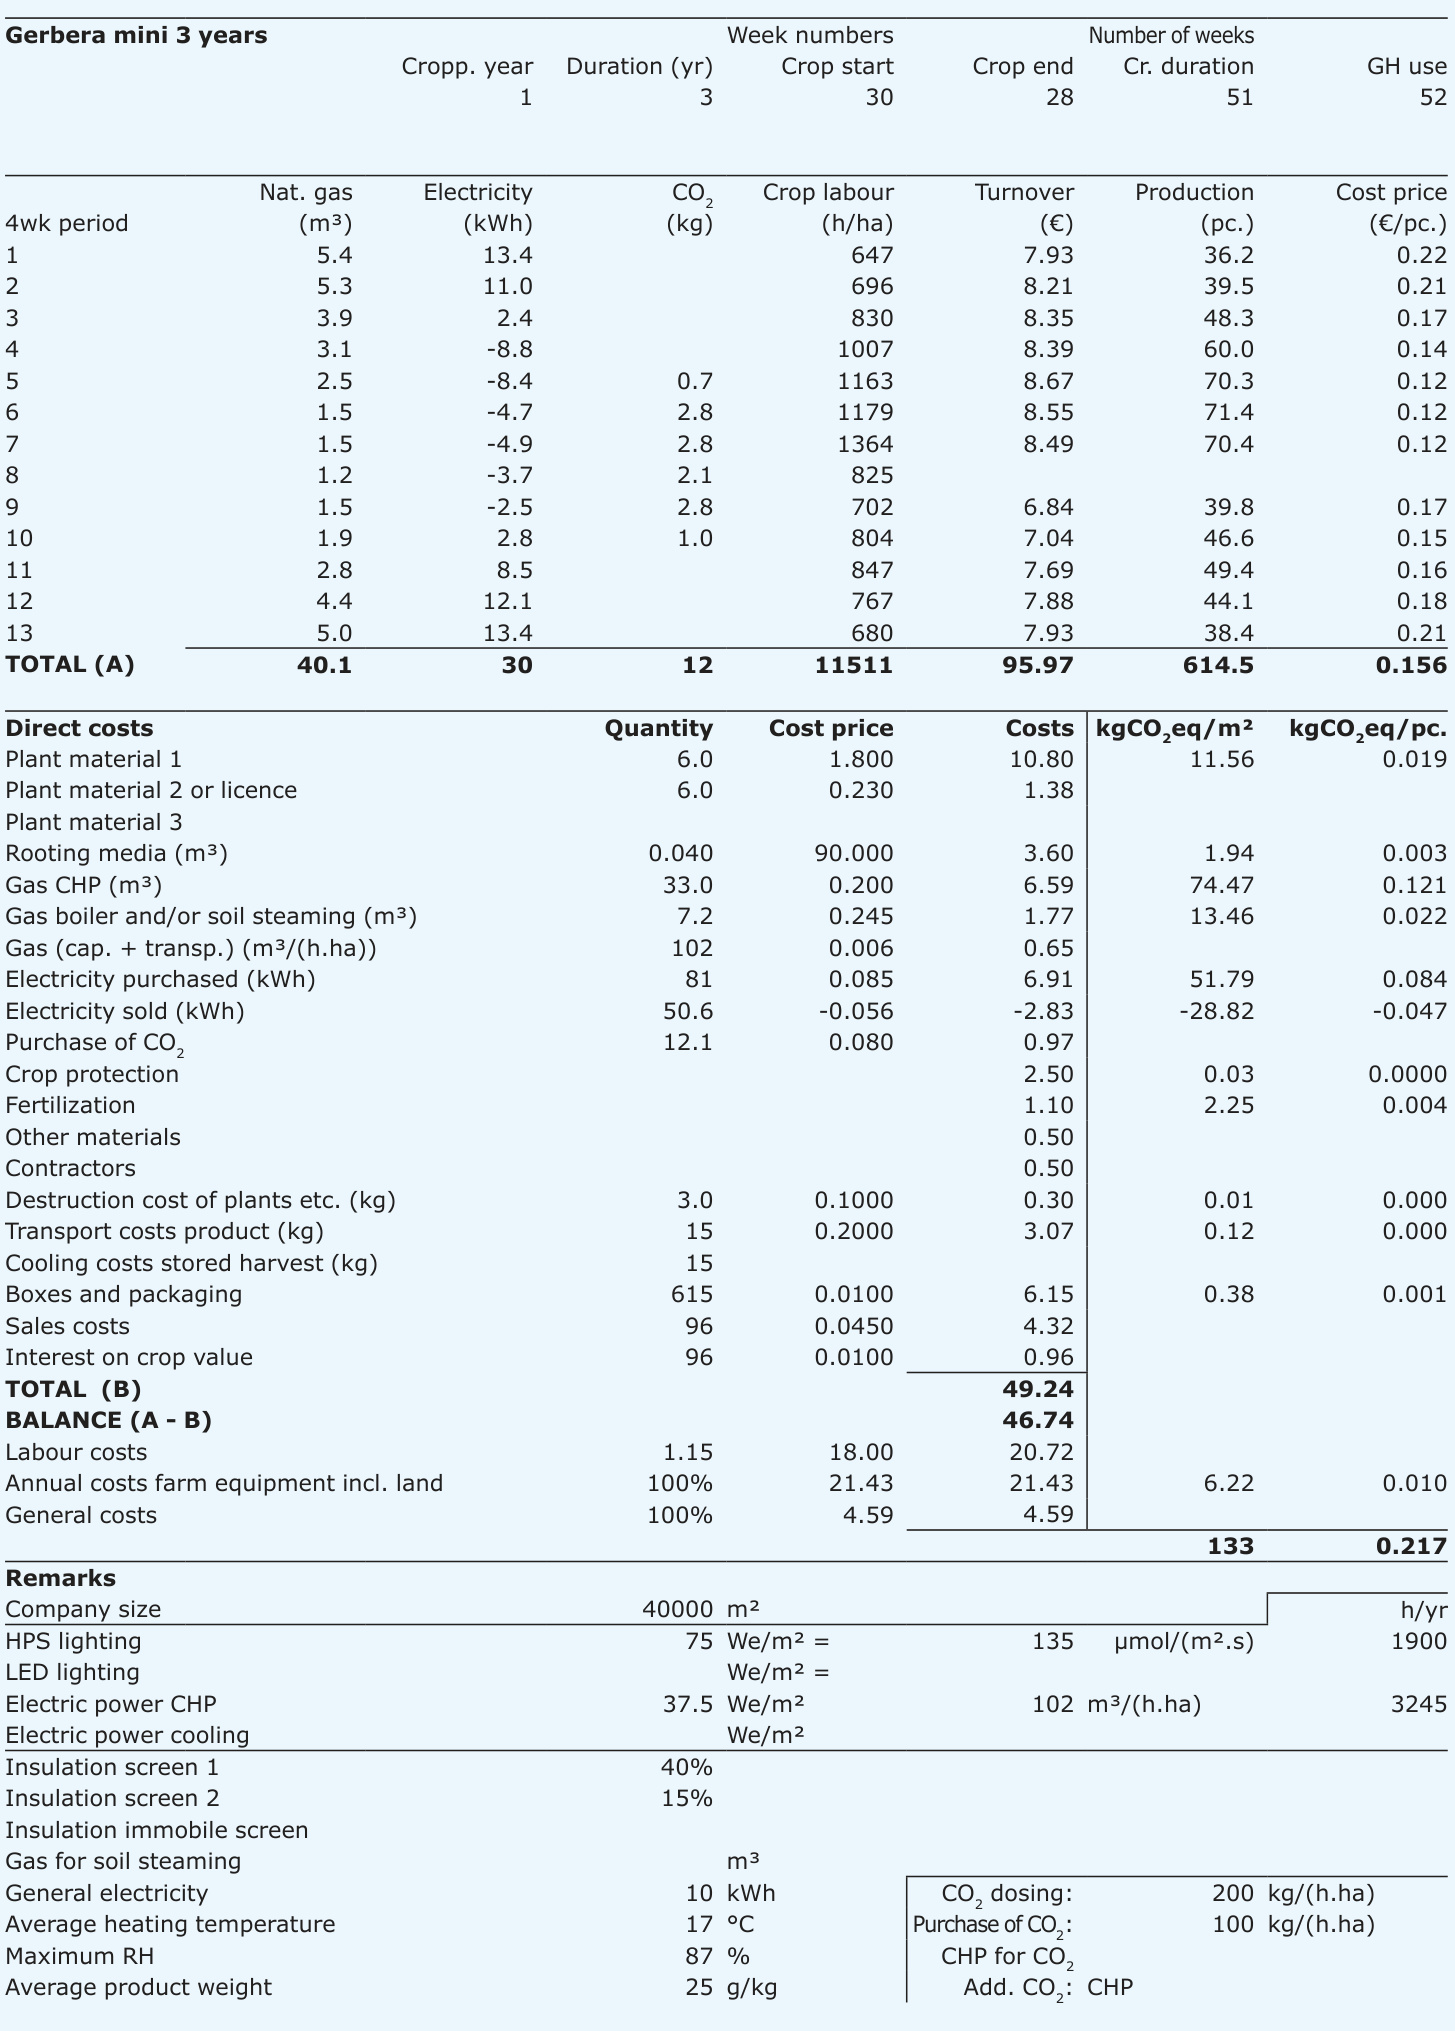 Gerbera mini 3 years Week numbers Number of weeks
Cropp. year Duration (yr) Crop start Crop end Cr. duration GH use
1 3 30 28 51 52
Nat. gas Electricity CO₂ Crop labour Turnover Production Cost price
4wk period (m³) (kWh) (kg) (h/ha) (€) (pc.) (€/pc.)
1 5.4 13.4 647 7.93 36.2 0.22
2 5.3 11.0 696 8.21 39.5 0.21
3 3.9 2.4 830 8.35 48.3 0.17
4 3.1 -8.8 1007 8.39 60.0 0.14
5 2.5 -8.4 0.7 1163 8.67 70.3 0.12
6 1.5 -4.7 2.8 1179 8.55 71.4 0.12
7 1.5 -4.9 2.8 1364 8.49 70.4 0.12
8 1.2 -3.7 2.1 825
9 1.5 -2.5 2.8 702 6.84 39.8 0.17
10 1.9 2.8 1.0 804 7.04 46.6 0.15
11 2.8 8.5 847 7.69 49.4 0.16
12 4.4 12.1 767 7.88 44.1 0.18
13 5.0 13.4 680 7.93 38.4 0.21
TOTAL (A) 40.1 30 12 11511 95.97 614.5 0.156
Direct costs Quantity Cost price Costs kgCO₂eq/m² kgCO₂eq/pc.
Plant material 1 6.0 1.800 10.80 11.56 0.019
Plant material 2 or licence 6.0 0.230 1.38
Plant material 3
Rooting media (m³) 0.040 90.000 3.60 1.94 0.003
Gas CHP (m³) 33.0 0.200 6.59 74.47 0.121
Gas boiler and/or soil steaming (m³) 7.2 0.245 1.77 13.46 0.022
Gas (cap. + transp.) (m³/(h.ha)) 102 0.006 0.65
Electricity purchased (kWh) 81 0.085 6.91 51.79 0.084
Electricity sold (kWh) 50.6 -0.056 -2.83 -28.82 -0.047
Purchase of CO₂ 12.1 0.080 0.97
Crop protection 2.50 0.03 0.0000
Fertilization 1.10 2.25 0.004
Other materials 0.50
Contractors 0.50
Destruction cost of plants etc. (kg) 3.0 0.1000 0.30 0.01 0.000
Transport costs product (kg) 15 0.2000 3.07 0.12 0.000
Cooling costs stored harvest (kg) 15
Boxes and packaging 615 0.0100 6.15 0.38 0.001
Sales costs 96 0.0450 4.32
Interest on crop value 96 0.0100 0.96
TOTAL (B) 49.24
BALANCE (A - B) 46.74
Labour costs 1.15 18.00 20.72
Annual costs farm equipment incl. land 100% 21.43 21.43 6.22 0.010
General costs 100% 4.59 4.59
133 0.217
Remarks
Company size 40000 m² h/yr
HPS lighting 75 We/m² = 135 µmol/(m².s) 1900
LED lighting We/m² =
Electric power CHP 37.5 We/m² 102 m³/(h.ha) 3245
Electric power cooling We/m²
Insulation screen 1 40%
Insulation screen 2 15%
Insulation immobile screen
Gas for soil steaming m³
General electricity 10 kWh CO₂ dosing: 200 kg/(h.ha)
Average heating temperature 17 °C Purchase of CO₂: 100 kg/(h.ha)
Maximum RH 87 % CHP for CO₂
Average product weight 25 g/kg Add. CO₂: CHP